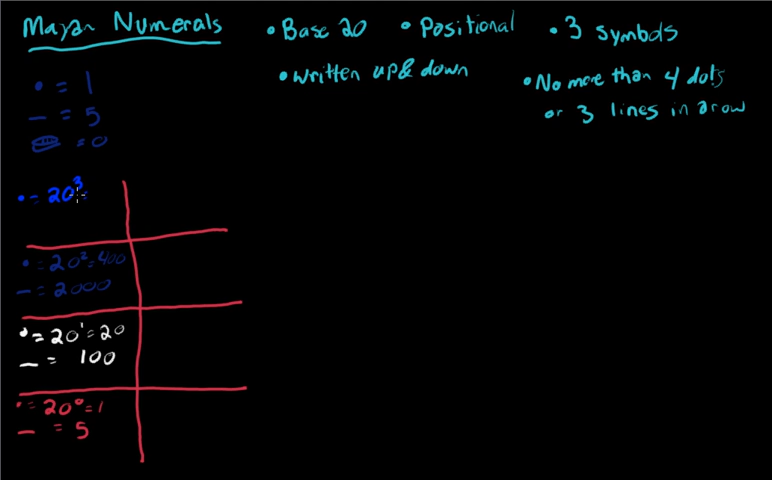 Mayan Numerals
• Base 20 • Positional • 3 symbols
• written up & down
• No more than 4 dots
or 3 lines in a row
• = 1
— = 5
= 0
• = 20³ =
• = 20² = 400
— = 2000
• = 20¹ = 20
— = 100
• = 20⁰ = 1
— = 5